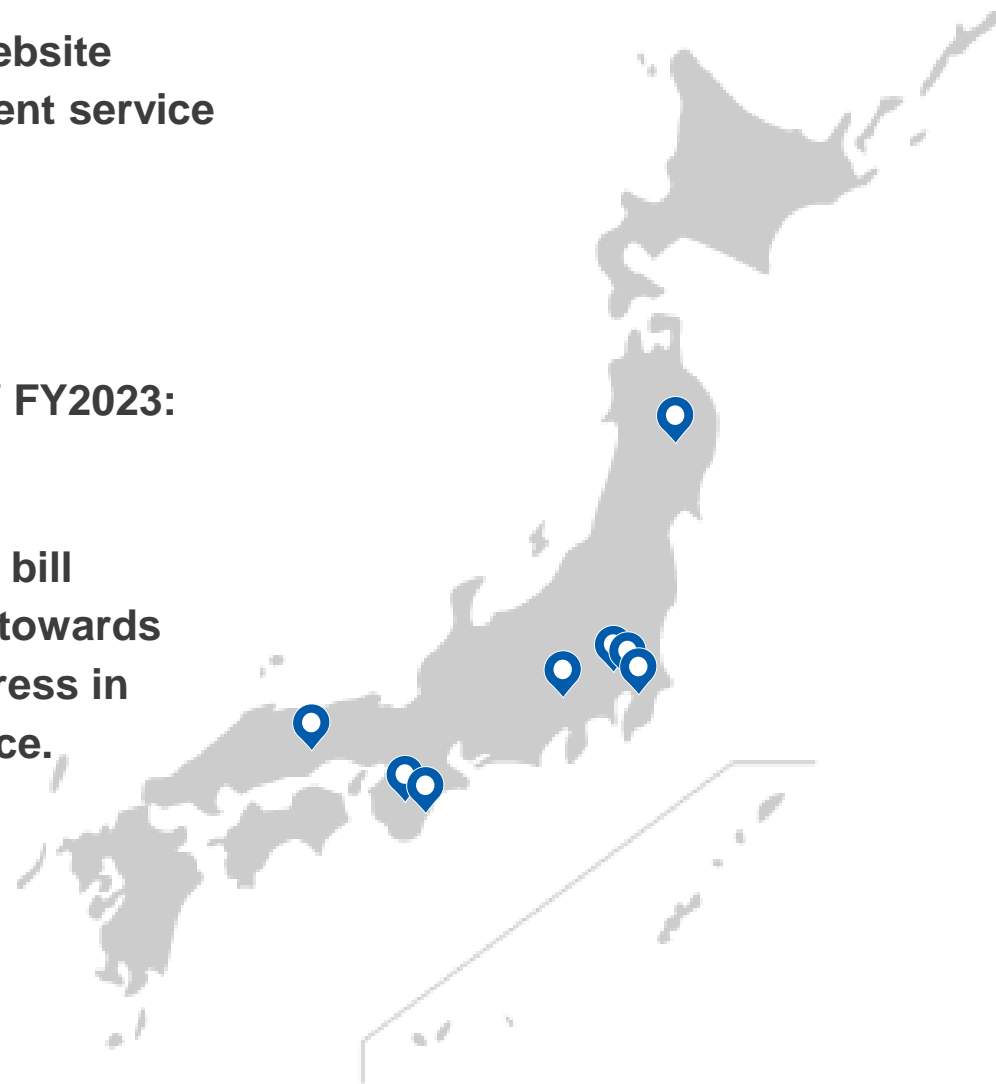 ebsite
ent service
FY2023:
bill
towards
ress in
ce.